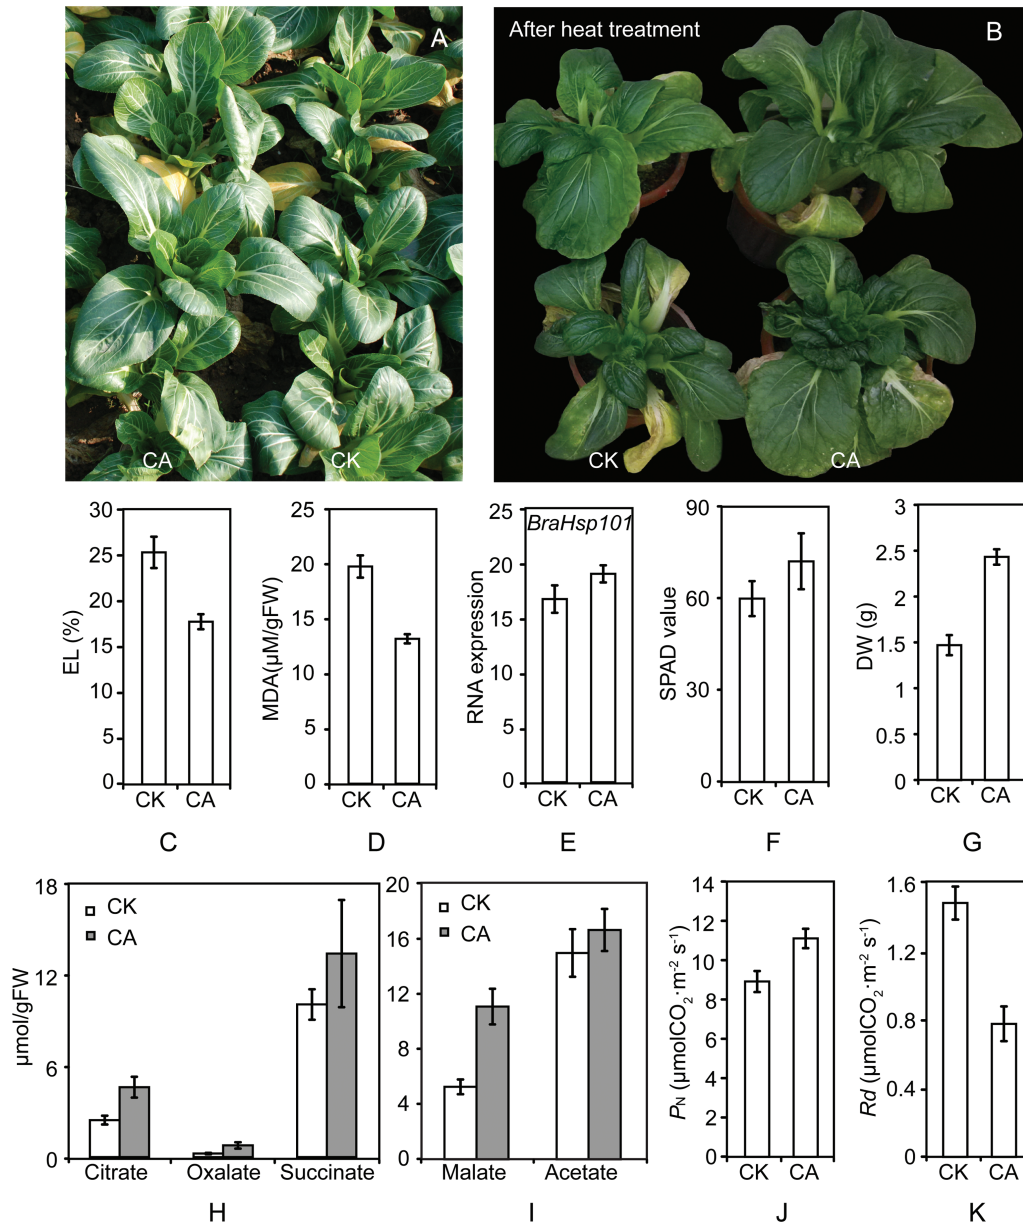 A
CA
CK
After heat treatment
B
CK
CA
30
25
20
15
10
5
0
EL (%)
CK CA
C
25
20
15
10
5
0
MDA(μM/gFW)
CK CA
D
BraHsp101
25
20
15
10
5
0
RNA expression
CK CA
E
90
60
30
0
SPAD value
CK CA
F
3
2.5
2
1.5
1
0.5
0
DW (g)
CK CA
G
18
12
6
0
μmol/gFW
CK
CA
Citrate Oxalate Succinate
H
20
16
12
8
4
0
CK
CA
Malate Acetate
I
14
12
10
8
6
4
2
0
PN (μmolCO2·m-2 s-1)
CK CA
J
1.6
1.2
0.8
0.4
0
Rd (μmolCO2·m-2 s-1)
CK CA
K